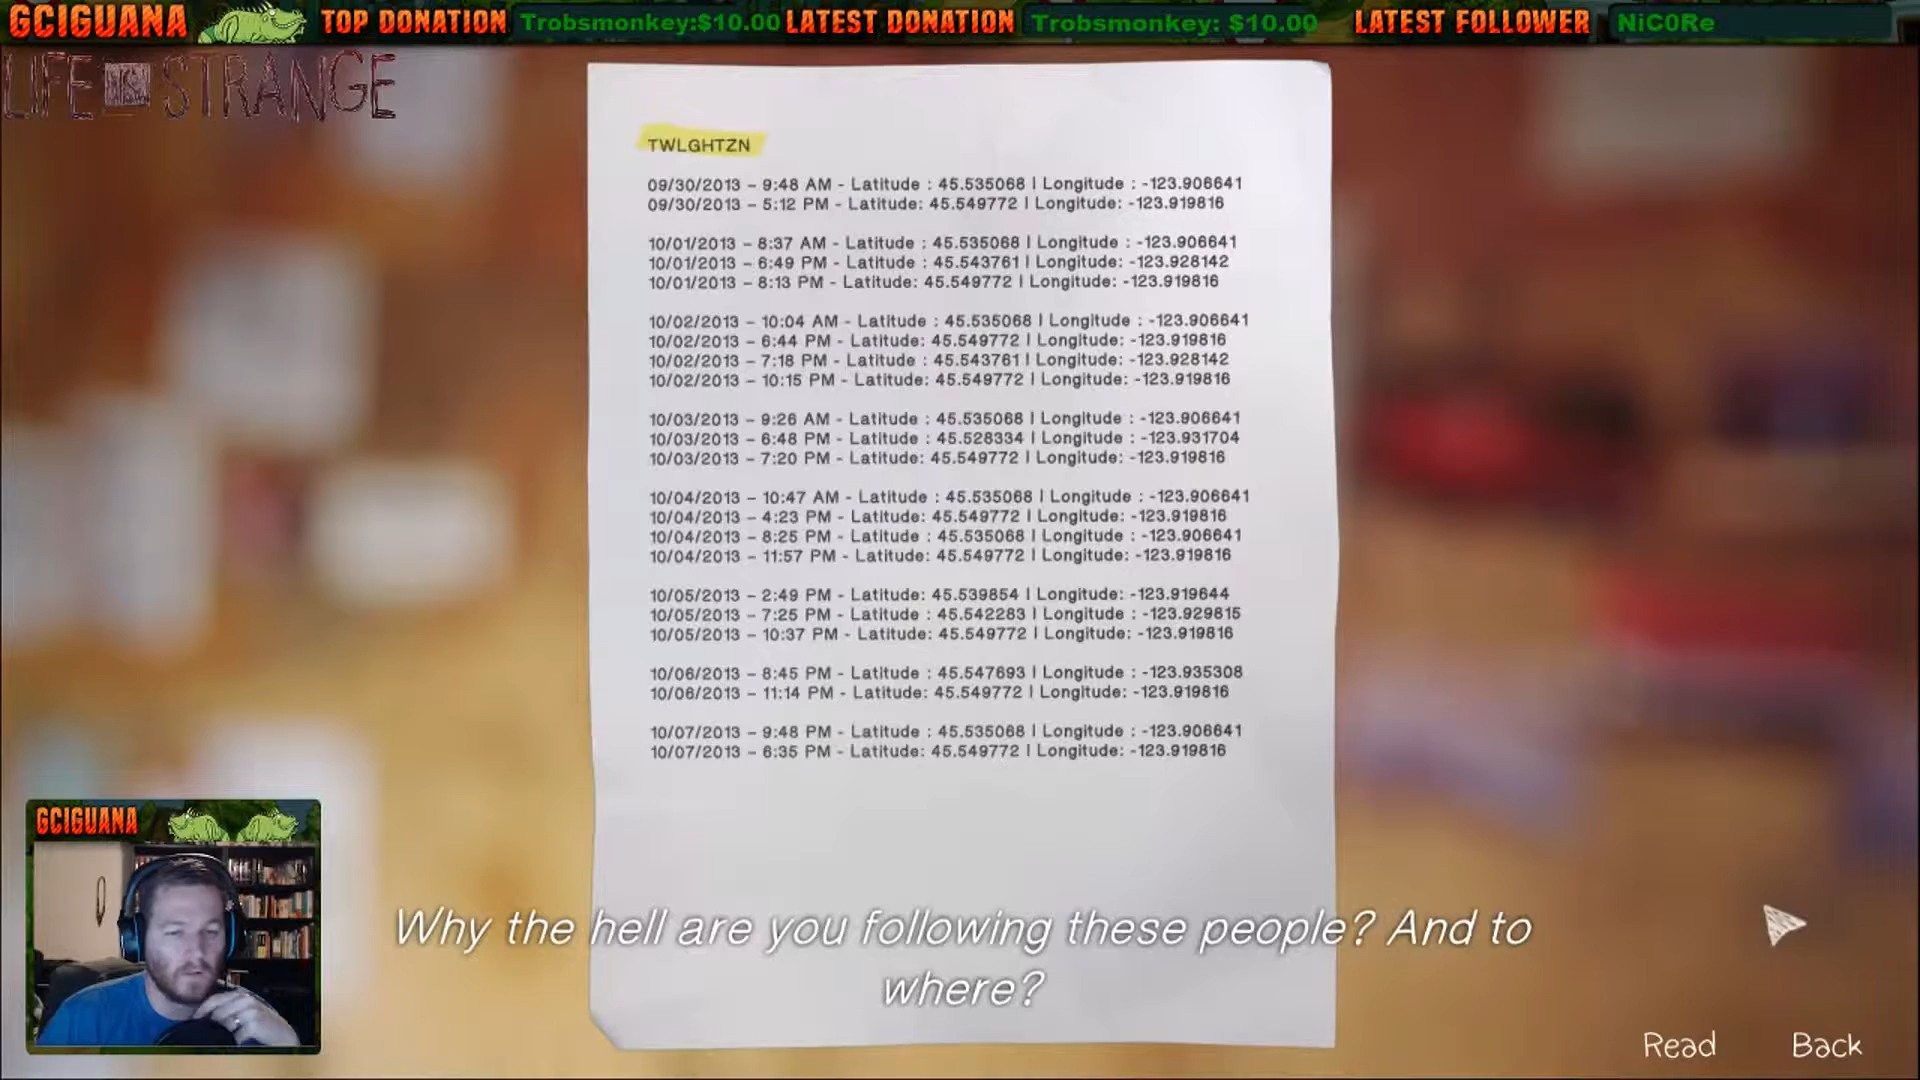 GCIGUANA TOP DONATION Trobsmonkey:$10.00 LATEST DONATION Trobsmonkey: $10.00 LATEST FOLLOWER NiC0Re
LIFE IS STRANGE
TWLGHTZN
09/30/2013 – 9:48 AM - Latitude : 45.535068 | Longitude : -123.906641
09/30/2013 – 5:12 PM - Latitude: 45.549772 | Longitude: -123.919816
10/01/2013 – 8:37 AM - Latitude : 45.535068 | Longitude : -123.906641
10/01/2013 – 6:49 PM - Latitude : 45.543761 | Longitude: -123.928142
10/01/2013 – 8:13 PM - Latitude: 45.549772 | Longitude: -123.919816
10/02/2013 – 10:04 AM - Latitude : 45.535068 | Longitude : -123.906641
10/02/2013 – 6:44 PM - Latitude : 45.549772 | Longitude: -123.919816
10/02/2013 – 7:18 PM - Latitude : 45.543761 | Longitude: -123.928142
10/02/2013 – 10:15 PM - Latitude: 45.549772 | Longitude: -123.919816
10/03/2013 – 9:26 AM - Latitude : 45.535068 | Longitude : -123.906641
10/03/2013 – 6:48 PM - Latitude : 45.528334 | Longitude : -123.931704
10/03/2013 – 7:20 PM - Latitude: 45.549772 | Longitude: -123.919816
10/04/2013 – 10:47 AM - Latitude : 45.535068 | Longitude : -123.906641
10/04/2013 – 4:23 PM - Latitude: 45.549772 | Longitude: -123.919816
10/04/2013 – 8:25 PM - Latitude: 45.535068 | Longitude: -123.906641
10/04/2013 – 11:57 PM - Latitude: 45.549772 | Longitude: -123.919816
10/05/2013 – 2:49 PM - Latitude: 45.539854 | Longitude: -123.919644
10/05/2013 – 7:25 PM - Latitude : 45.542283 | Longitude : -123.929815
10/05/2013 – 10:37 PM - Latitude: 45.549772 | Longitude: -123.919816
10/06/2013 – 8:45 PM - Latitude : 45.547693 | Longitude : -123.935308
10/06/2013 – 11:14 PM - Latitude: 45.549772 | Longitude: -123.919816
10/07/2013 – 9:48 PM - Latitude : 45.535068 | Longitude : -123.906641
10/07/2013 – 6:35 PM - Latitude: 45.549772 | Longitude: -123.919816
GCIGUANA
Why the hell are you following these people? And to
where?
Read Back